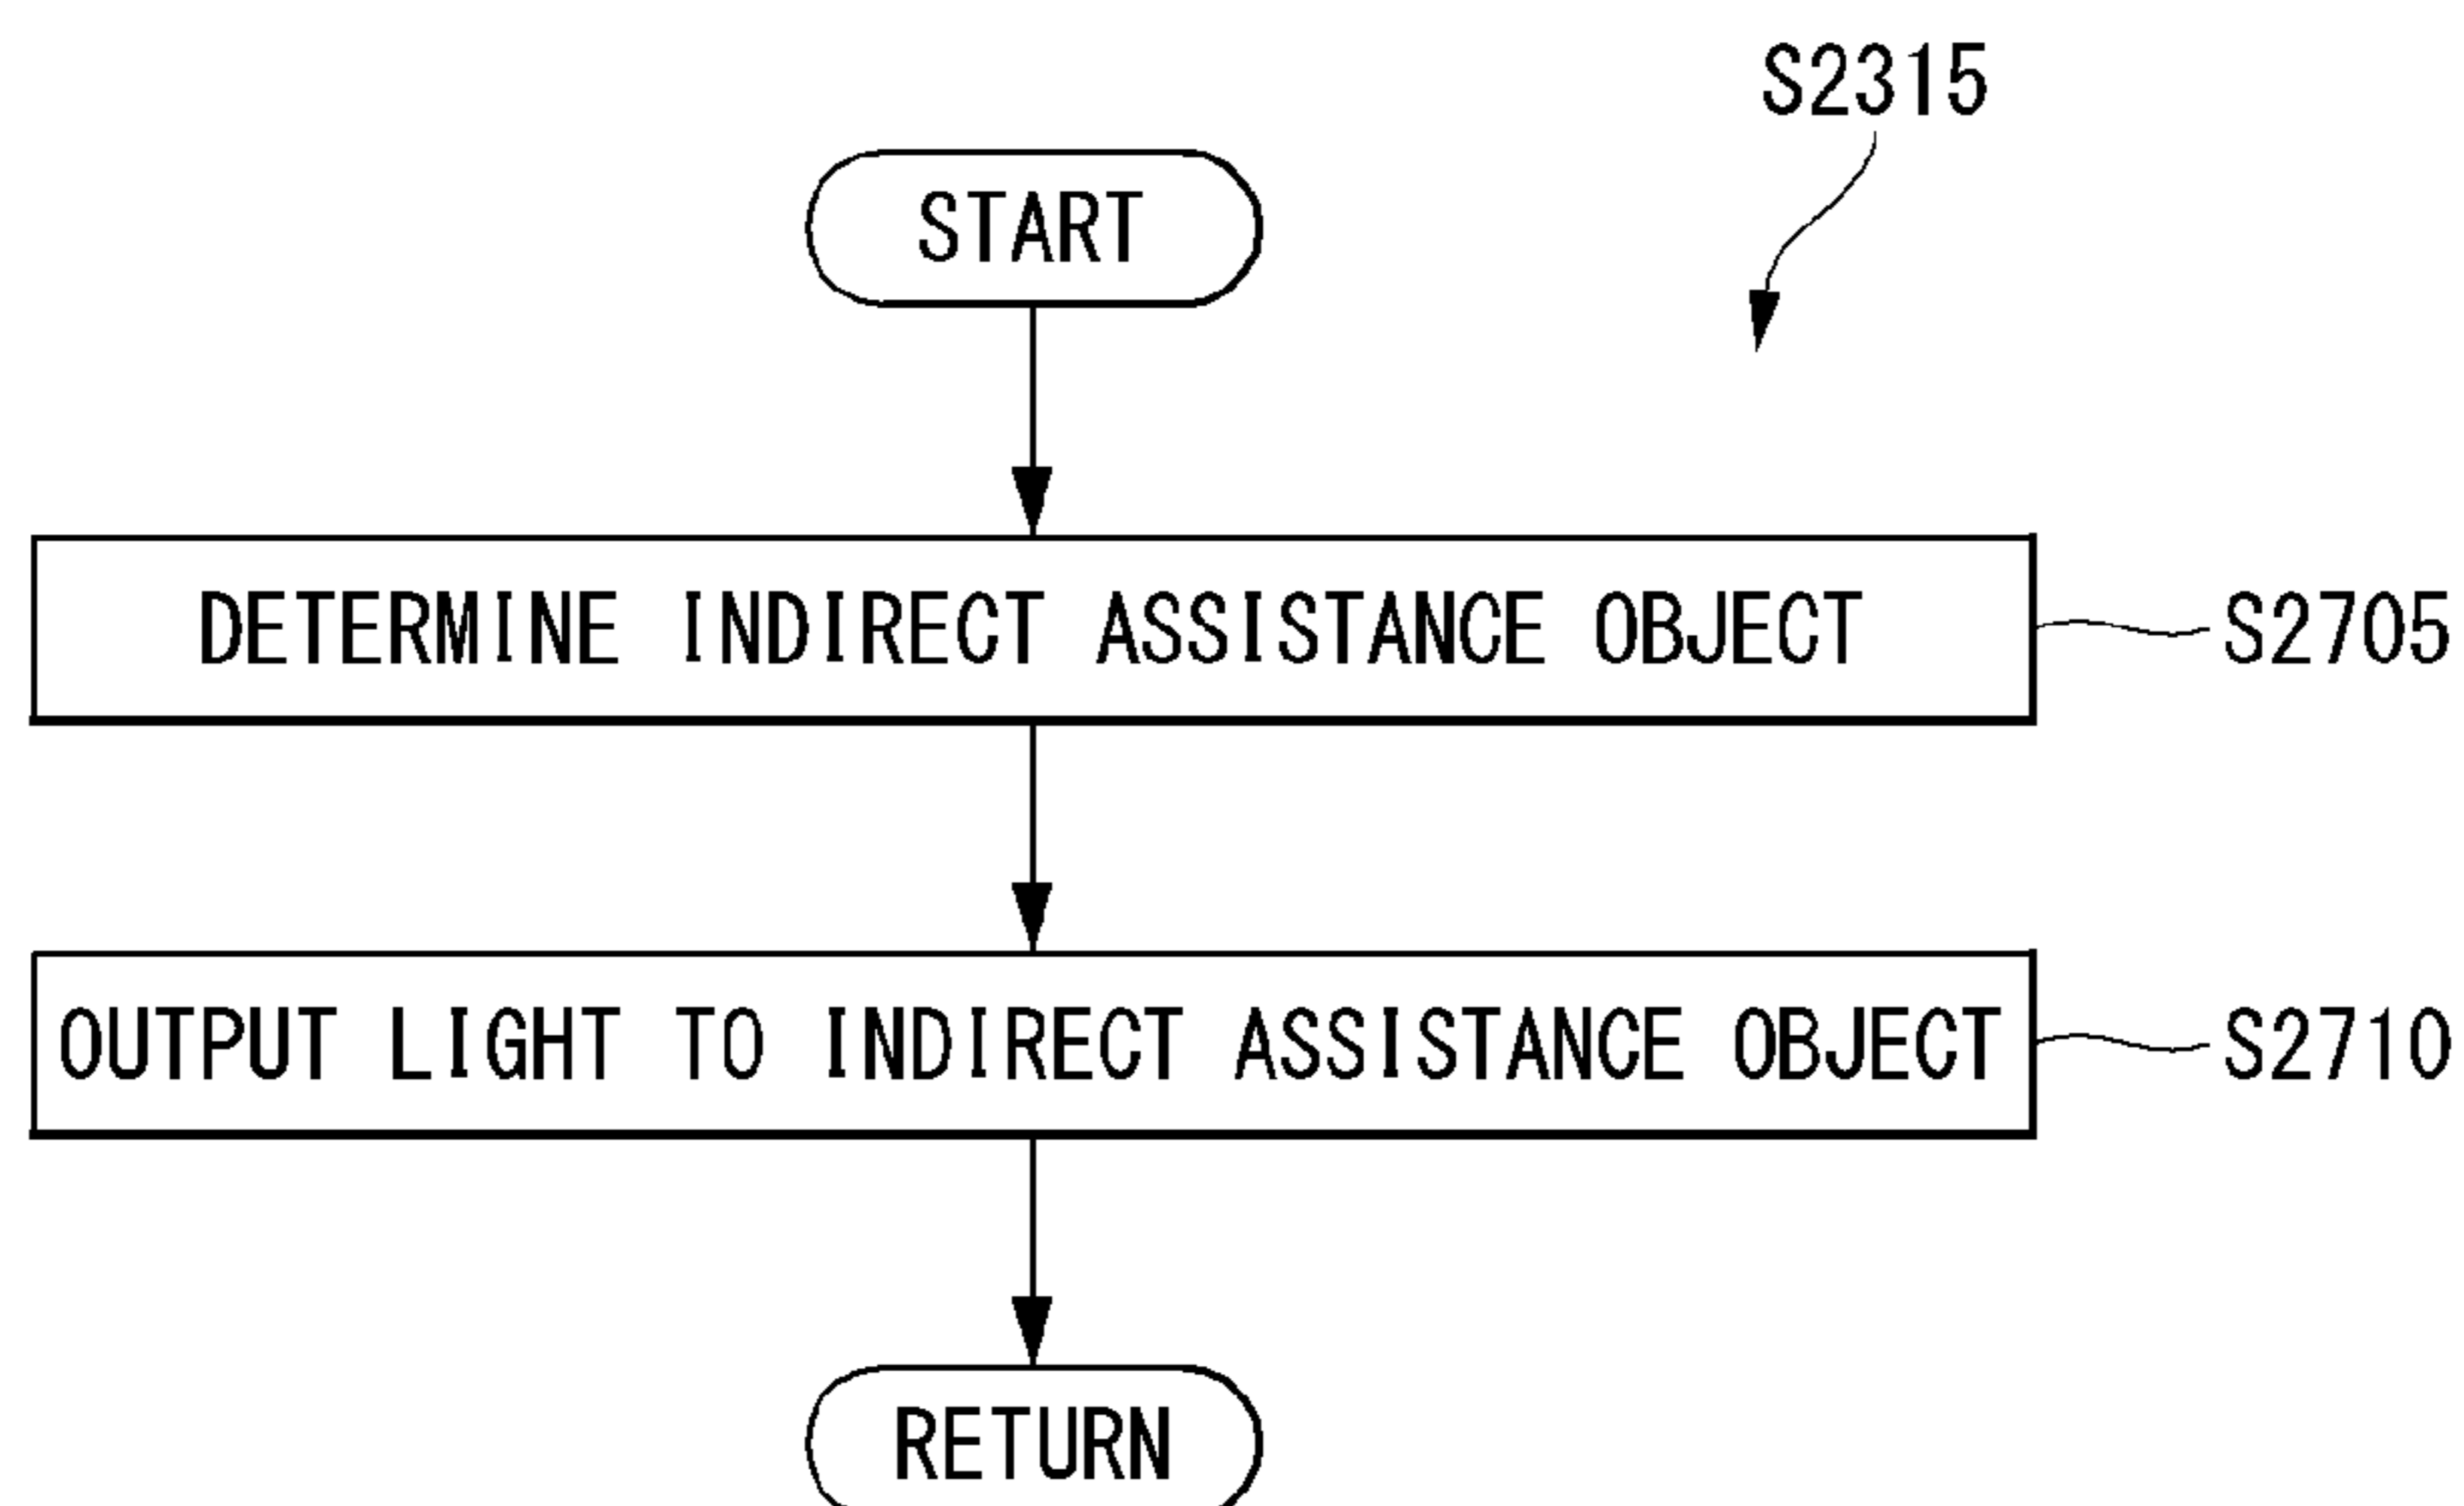 S2315
START
DETERMINE INDIRECT ASSISTANCE OBJECT
S2705
OUTPUT LIGHT TO INDIRECT ASSISTANCE OBJECT
S2710
RETURN